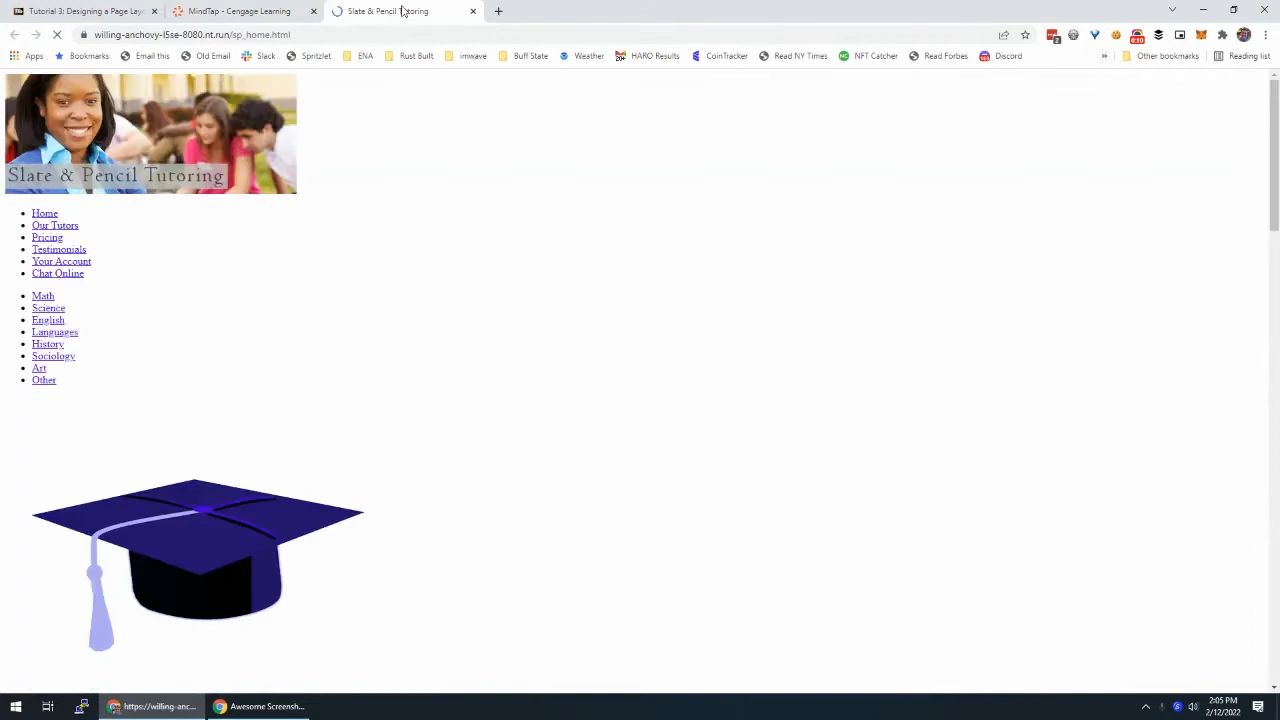 Tutorial 3: Designing a Page Layo
MindTap - Cengage Learning
Slate & Pencil Tutoring
willing-anchovy-l5se-8080.nt.run/sp_home.html
2
0:10
Apps
Bookmarks
Email this
Old Email
Slack
Spritzlet
ENA
Rust Built
imwave
Buff State
Weather
HARO Results
CoinTracker
Read NY Times
NFT Catcher
Read Forbes
Discord
»
Other bookmarks
Reading list
Slate & Pencil Tutoring
Home
Our Tutors
Pricing
Testimonials
Your Account
Chat Online
Math
Science
English
Languages
History
Sociology
Art
Other
https://willing-anc...
Awesome Screensh...
2:05 PM
2/12/2022